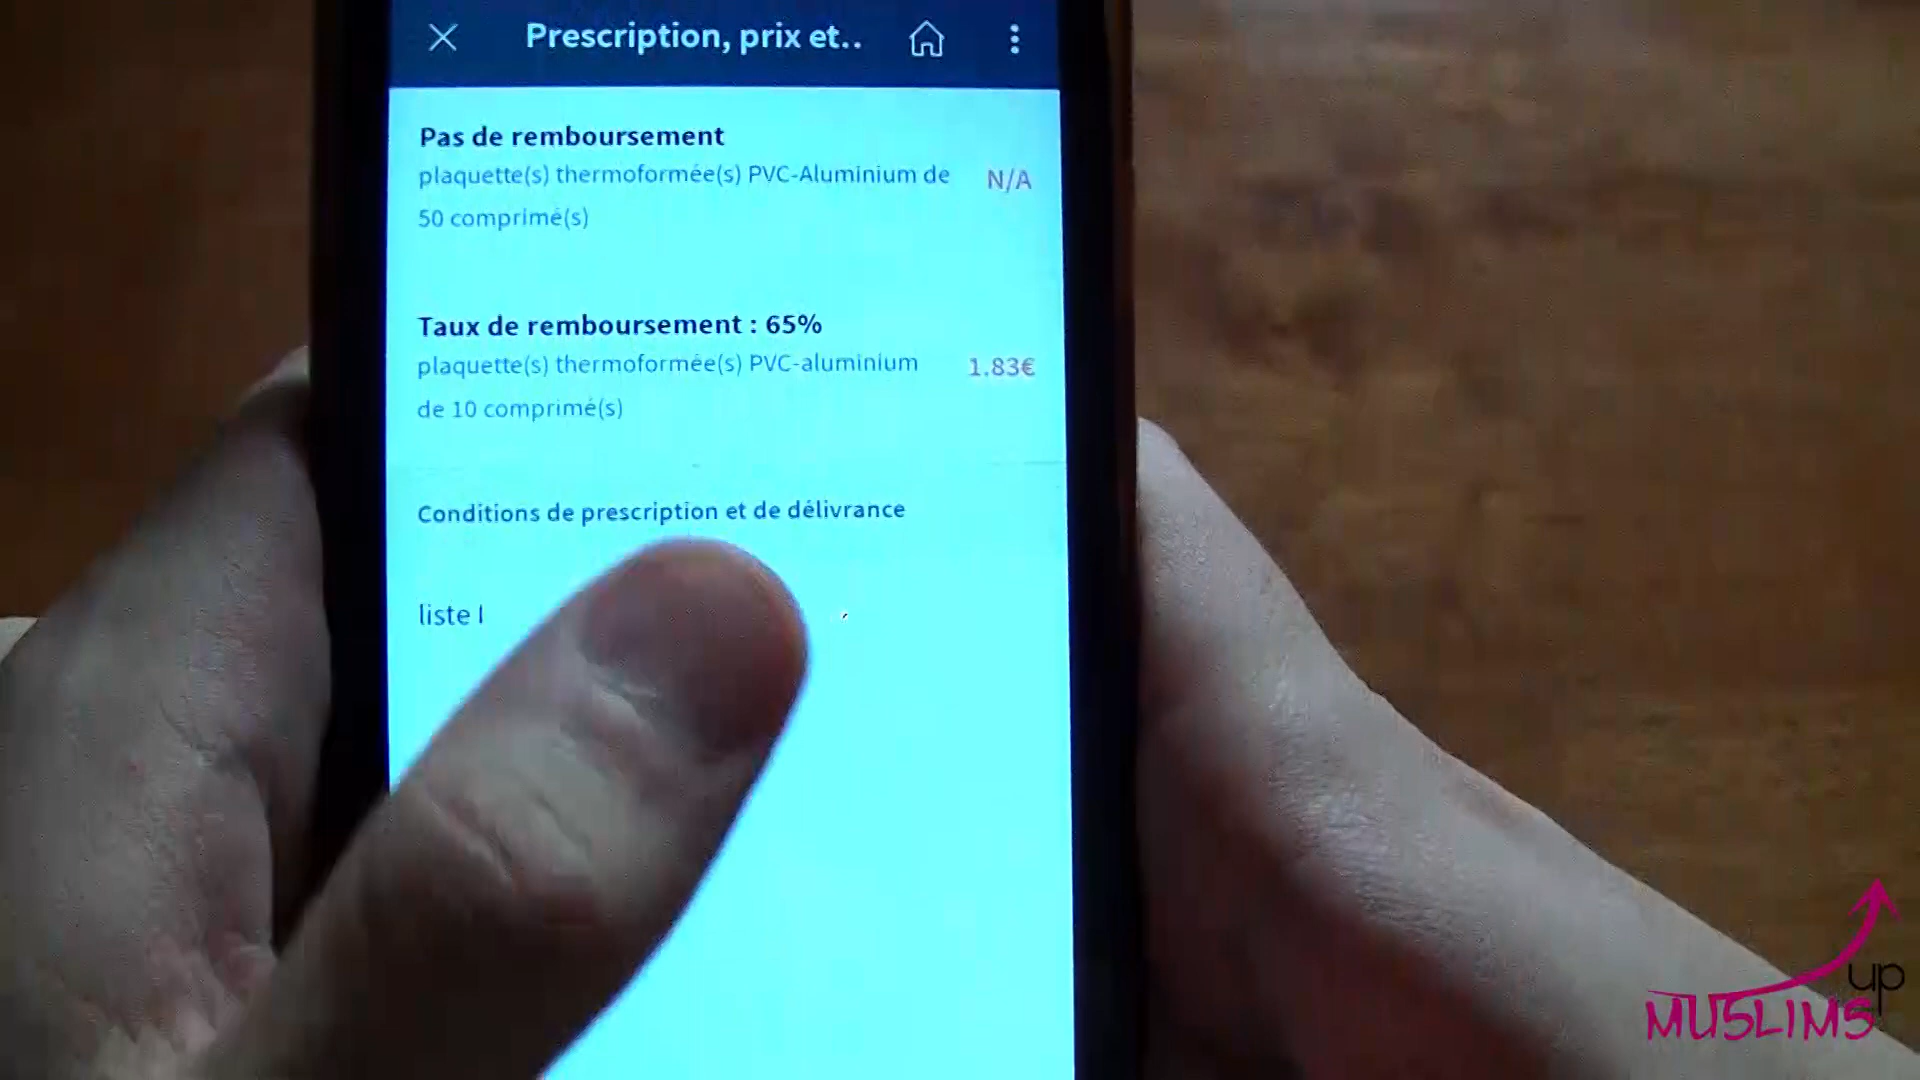 Prescription, prix et..
Pas de remboursement
plaquette(s) thermoformée(s) PVC-Aluminium de
50 comprimé(s)
N/A
Taux de remboursement : 65%
plaquette(s) thermoformée(s) PVC-aluminium
de 10 comprimé(s)
1.83€
Conditions de prescription et de délivrance
liste I
up
MUSLIMS